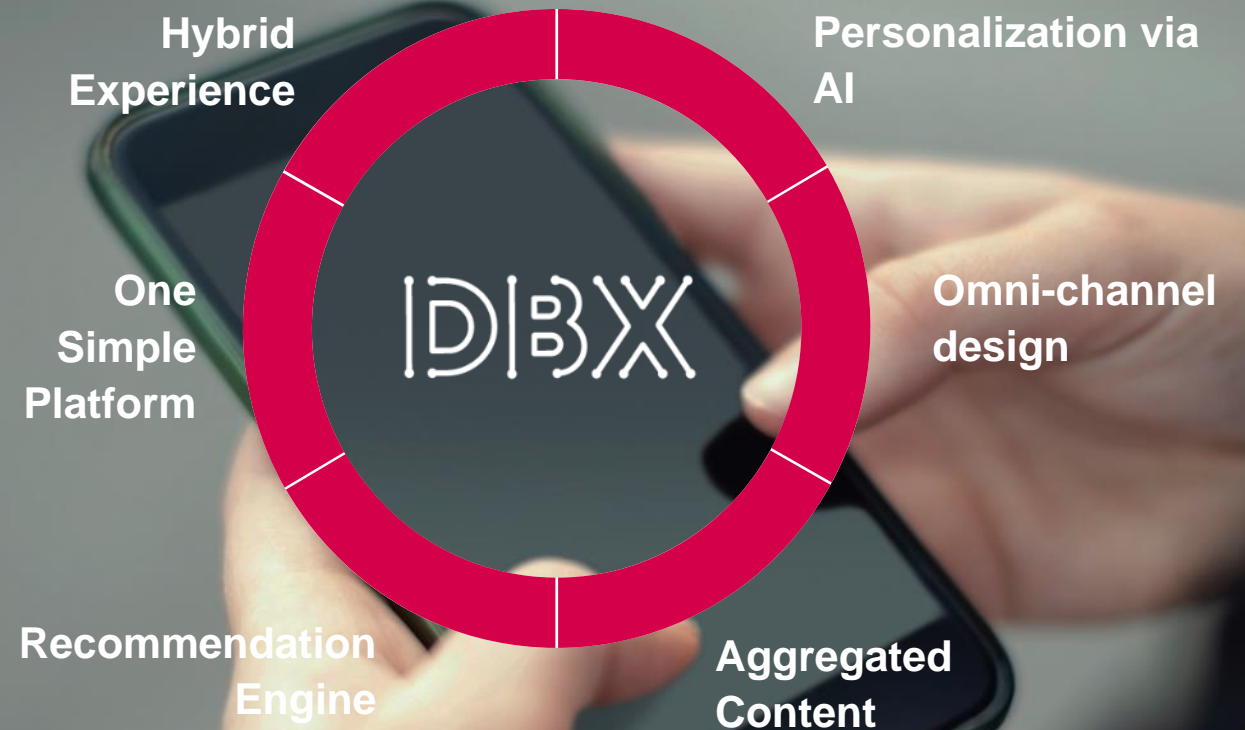 Hybrid
Experience
Personalization via
AI
One
Simple
Platform
DBX
Omni-channel
design
Recommendation
Engine
Aggregated
Content